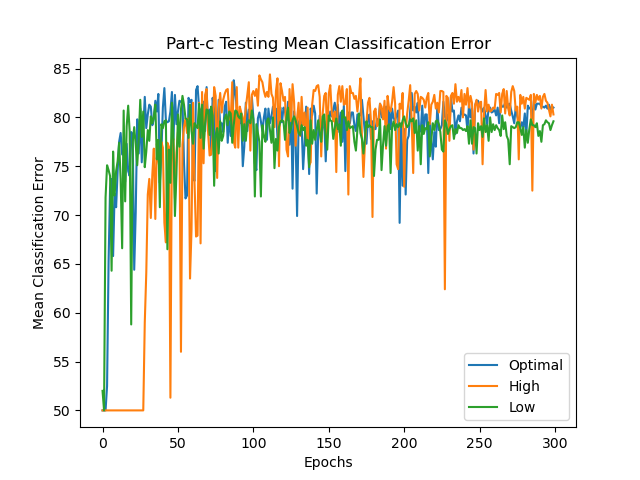 Part-c Testing Mean Classification Error
Mean Classification Error
85
80
75
70
65
60
55
50
0 50 100 150 200 250 300
Epochs
Optimal
High
Low